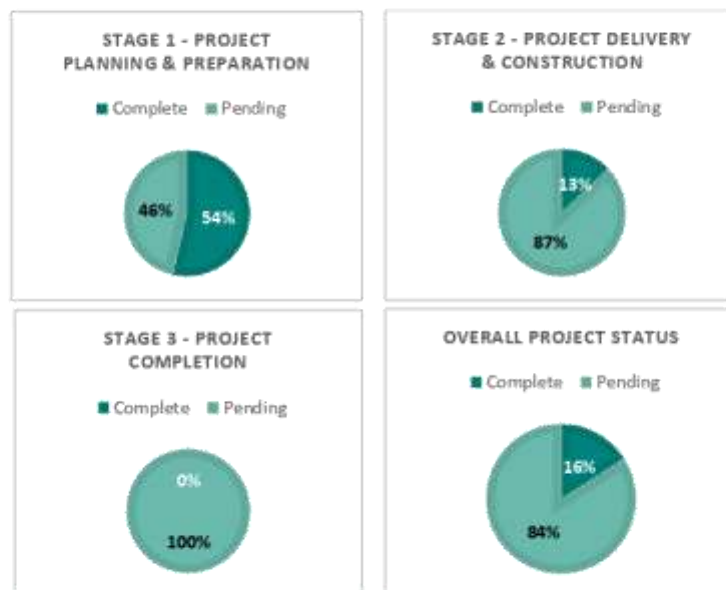 STAGE 1 - PROJECT
PLANNING & PREPARATION
Complete Pending
46%
54%
STAGE 2 - PROJECT DELIVERY
& CONSTRUCTION
Complete Pending
13%
87%
STAGE 3 - PROJECT
COMPLETION
Complete Pending
0%
100%
OVERALL PROJECT STATUS
Complete Pending
16%
84%